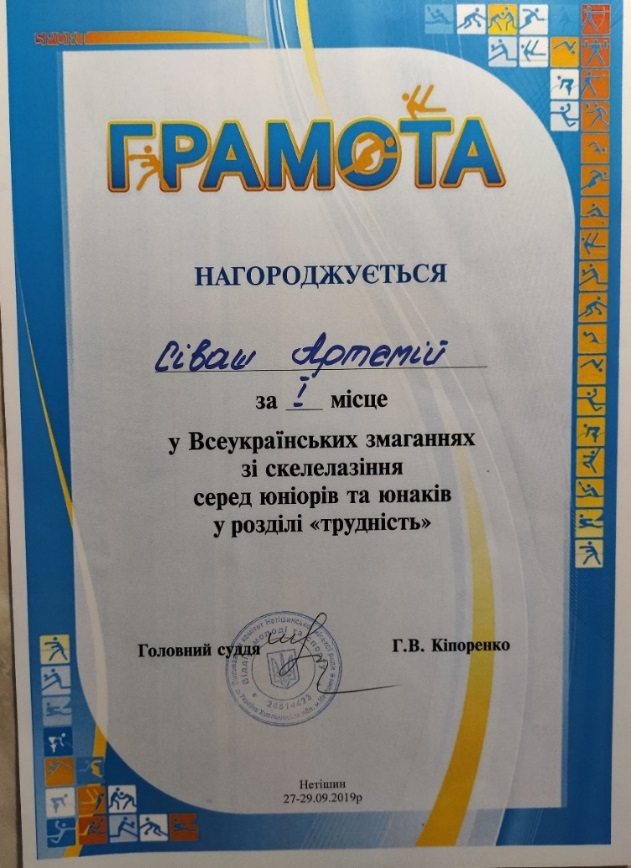 ГРАМОТА
НАГОРОДЖУЄТЬСЯ
Сіваш Артемій
за I місце
у Всеукраїнських змаганнях
зі скелелазіння
серед юніорів та юнаків
у розділі «трудність»
Головний суддя Г.В. Кіпоренко
Нетішин
27-29.09.2019р